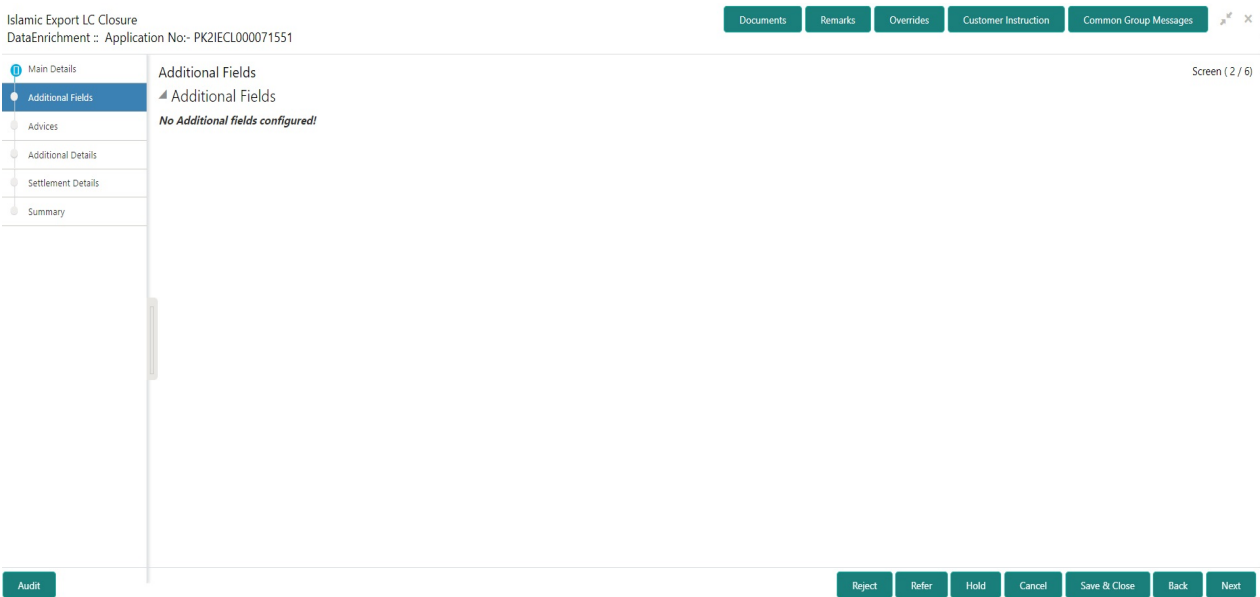 Islamic Export LC Closure
DataEnrichment :: Application No:- PK2IECL000071551
Documents
Remarks
Overrides
Customer Instruction
Common Group Messages
Main Details
Additional Fields
Advices
Additional Details
Settlement Details
Summary
Additional Fields
Screen ( 2 / 6)
Additional Fields
No Additional fields configured!
Audit
Reject
Refer
Hold
Cancel
Save & Close
Back
Next